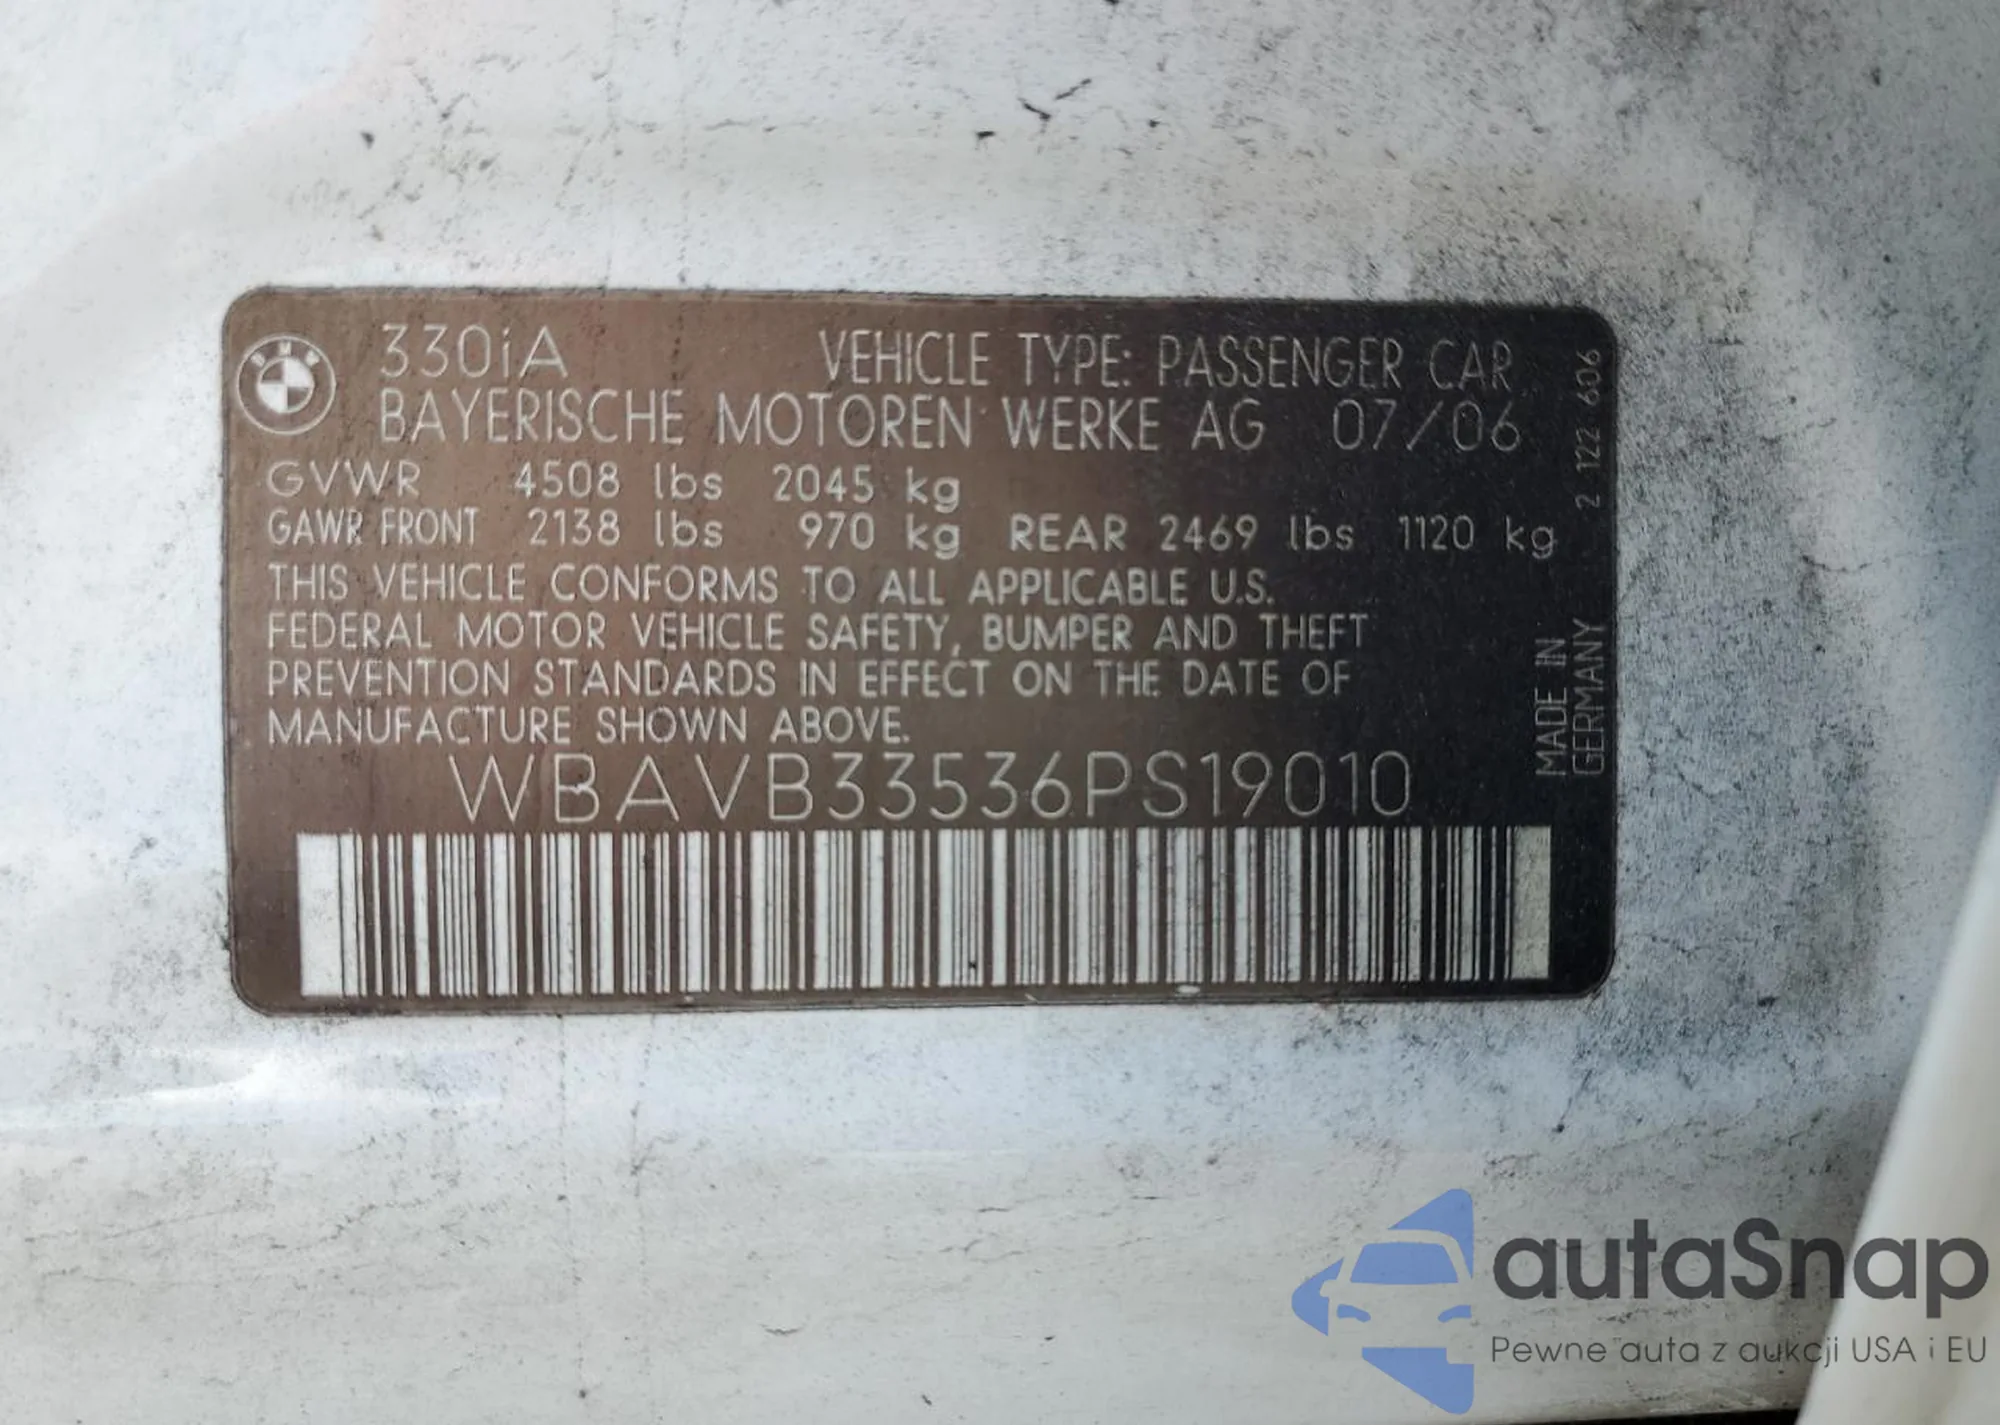 BMW
330iA VEHICLE TYPE: PASSENGER CAR
BAYERISCHE MOTOREN WERKE AG 07/06
GVWR 4508 lbs 2045 kg
GAWR FRONT 2138 lbs 970 kg REAR 2469 lbs 1120 kg
THIS VEHICLE CONFORMS TO ALL APPLICABLE U.S.
FEDERAL MOTOR VEHICLE SAFETY, BUMPER AND THEFT
PREVENTION STANDARDS IN EFFECT ON THE DATE OF
MANUFACTURE SHOWN ABOVE.
WBAVB33536PS19010
2 122 606
MADE IN
GERMANY
autaSnap
Pewne auta z aukcji USA i EU